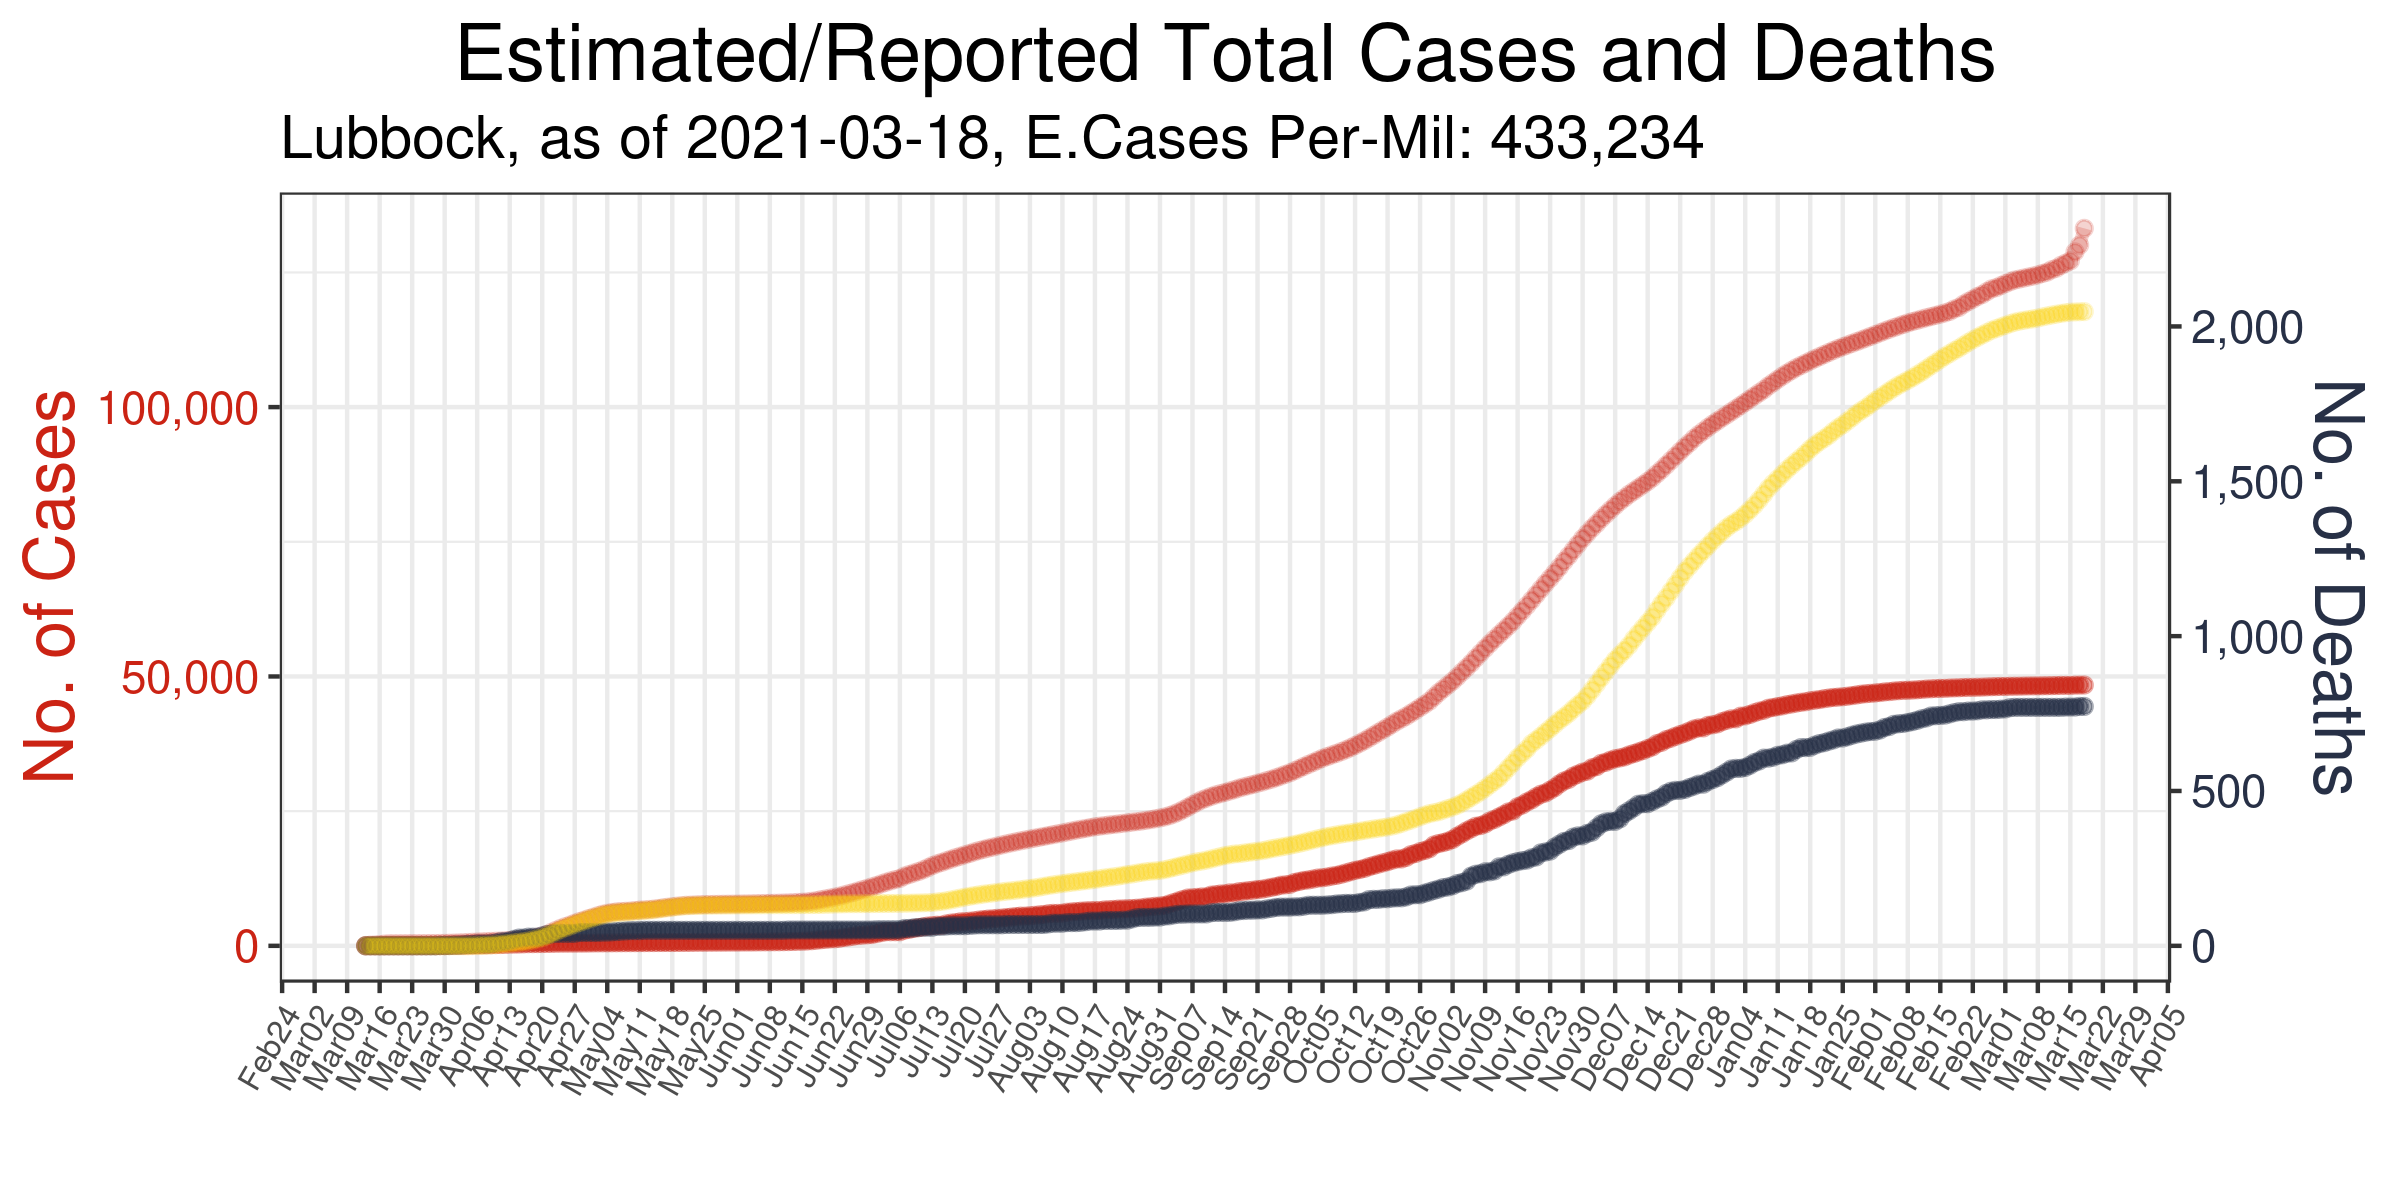 Estimated/Reported Total Cases and Deaths
Lubbock, as of 2021-03-18, E.Cases Per-Mil: 433,234
No. of Cases
100,000
50,000
0
2,000
1,500
1,000
500
0
No. of Deaths
Feb24
Mar02
Mar09
Mar16
Mar23
Mar30
Apr06
Apr13
Apr20
Apr27
May04
May11
May18
May25
Jun01
Jun08
Jun15
Jun22
Jun29
Jul06
Jul13
Jul20
Jul27
Aug03
Aug10
Aug17
Aug24
Aug31
Sep07
Sep14
Sep21
Sep28
Oct05
Oct12
Oct19
Oct26
Nov02
Nov09
Nov16
Nov23
Nov30
Dec07
Dec14
Dec21
Dec28
Jan04
Jan11
Jan18
Jan25
Feb01
Feb08
Feb15
Feb22
Mar01
Mar08
Mar15
Mar22
Mar29
Apr05